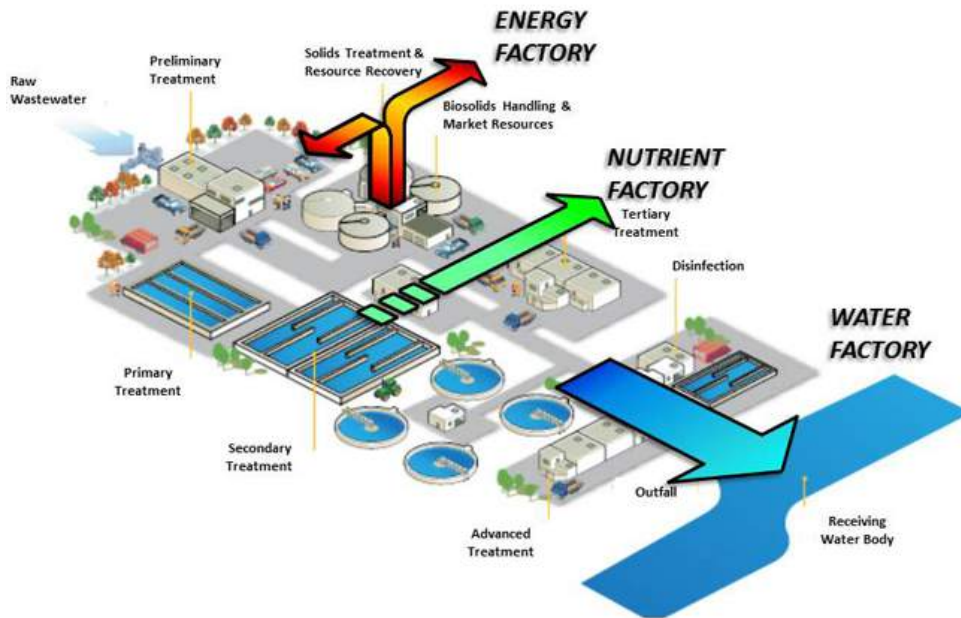 ENERGY
FACTORY
Solids Treatment &
Resource Recovery
Preliminary
Treatment
Raw
Wastewater
Biosolids Handling &
Market Resources
NUTRIENT
FACTORY
Tertiary
Treatment
Disinfection
WATER
FACTORY
Primary
Treatment
Secondary
Treatment
Outfall
Advanced
Treatment
Receiving
Water Body